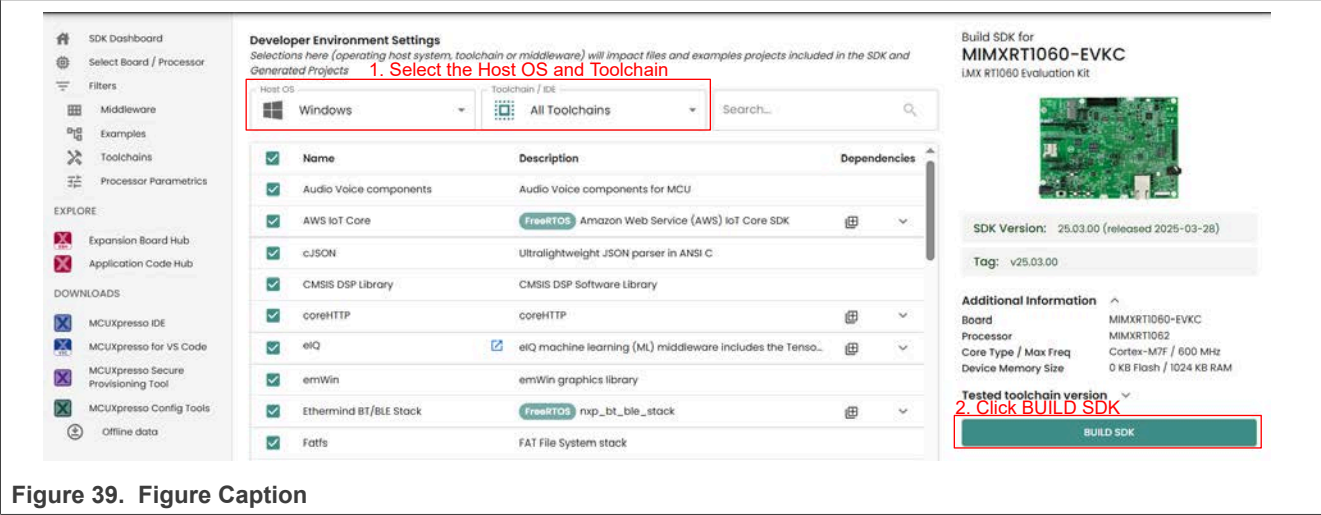 SDK Dashboard
Select Board / Processor
Filters
Middleware
Examples
Toolchains
Processor Parametrics
EXPLORE
Expansion Board Hub
Application Code Hub
DOWNLOADS
MCUXpresso IDE
MCUXpresso for VS Code
MCUXpresso Secure
Provisioning Tool
MCUXpresso Config Tools
Offline data
Developer Environment Settings
Selections here (operating host system, toolchain or middleware) will impact files and examples projects included in the SDK and
Generated Projects
1. Select the Host OS and Toolchain
Host OS
Windows
Toolchain / IDE
All Toolchains
Search...
Name Description Dependencies
Audio Voice components Audio Voice components for MCU
AWS IoT Core FreeRTOS Amazon Web Service (AWS) IoT Core SDK
cJSON Ultralightweight JSON parser in ANSI C
CMSIS DSP Library CMSIS DSP Software Library
coreHTTP coreHTTP
eIQ eIQ machine learning (ML) middleware includes the Tenso...
emWin emWin graphics library
Ethermind BT/BLE Stack FreeRTOS nxp_bt_ble_stack
Fatfs FAT File System stack
Build SDK for
MIMXRT1060-EVKC
i.MX RT1060 Evaluation Kit
SDK Version: 25.03.00 (released 2025-03-28)
Tag: v25.03.00
Additional Information
Board MIMXRT1060-EVKC
Processor MIMXRT1062
Core Type / Max Freq Cortex-M7F / 600 MHz
Device Memory Size 0 KB Flash / 1024 KB RAM
Tested toolchain version
2. Click BUILD SDK
BUILD SDK
Figure 39. Figure Caption